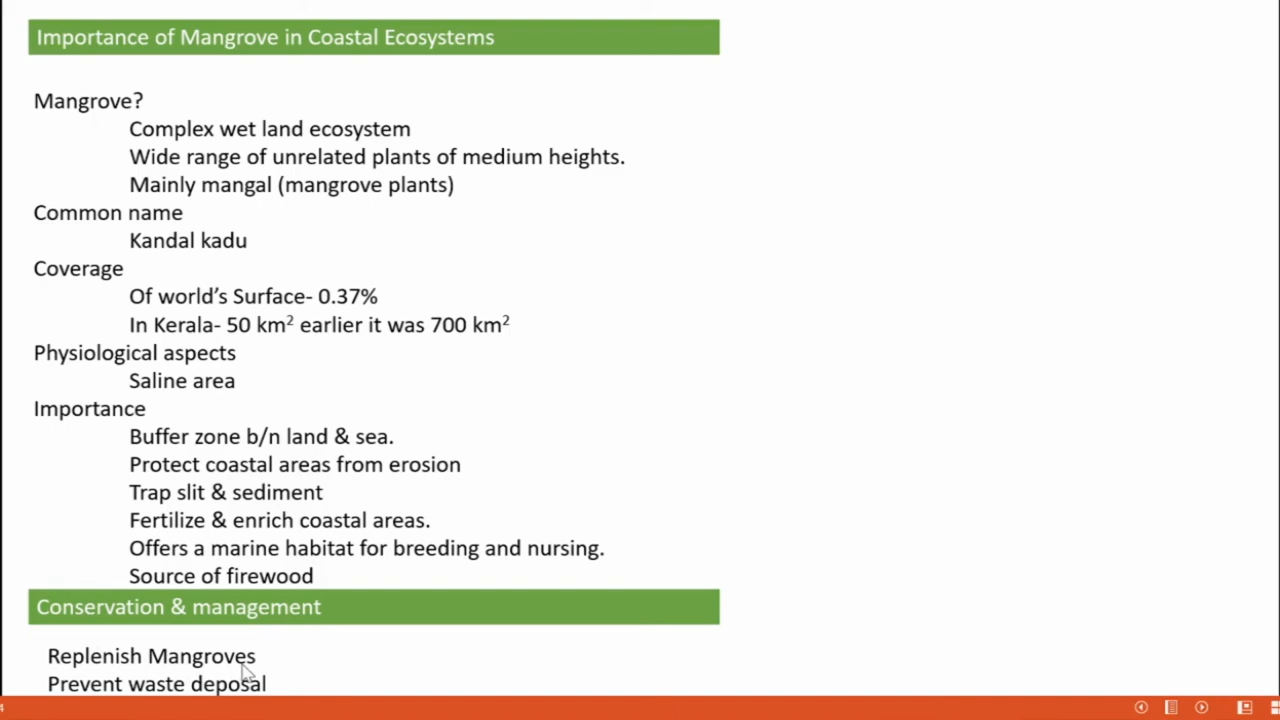 Importance of Mangrove in Coastal Ecosystems
Mangrove?
Complex wet land ecosystem
Wide range of unrelated plants of medium heights.
Mainly mangal (mangrove plants)
Common name
Kandal kadu
Coverage
Of world’s Surface- 0.37%
In Kerala- 50 km² earlier it was 700 km²
Physiological aspects
Saline area
Importance
Buffer zone b/n land & sea.
Protect coastal areas from erosion
Trap slit & sediment
Fertilize & enrich coastal areas.
Offers a marine habitat for breeding and nursing.
Source of firewood
Conservation & management
Replenish Mangroves
Prevent waste deposal
4